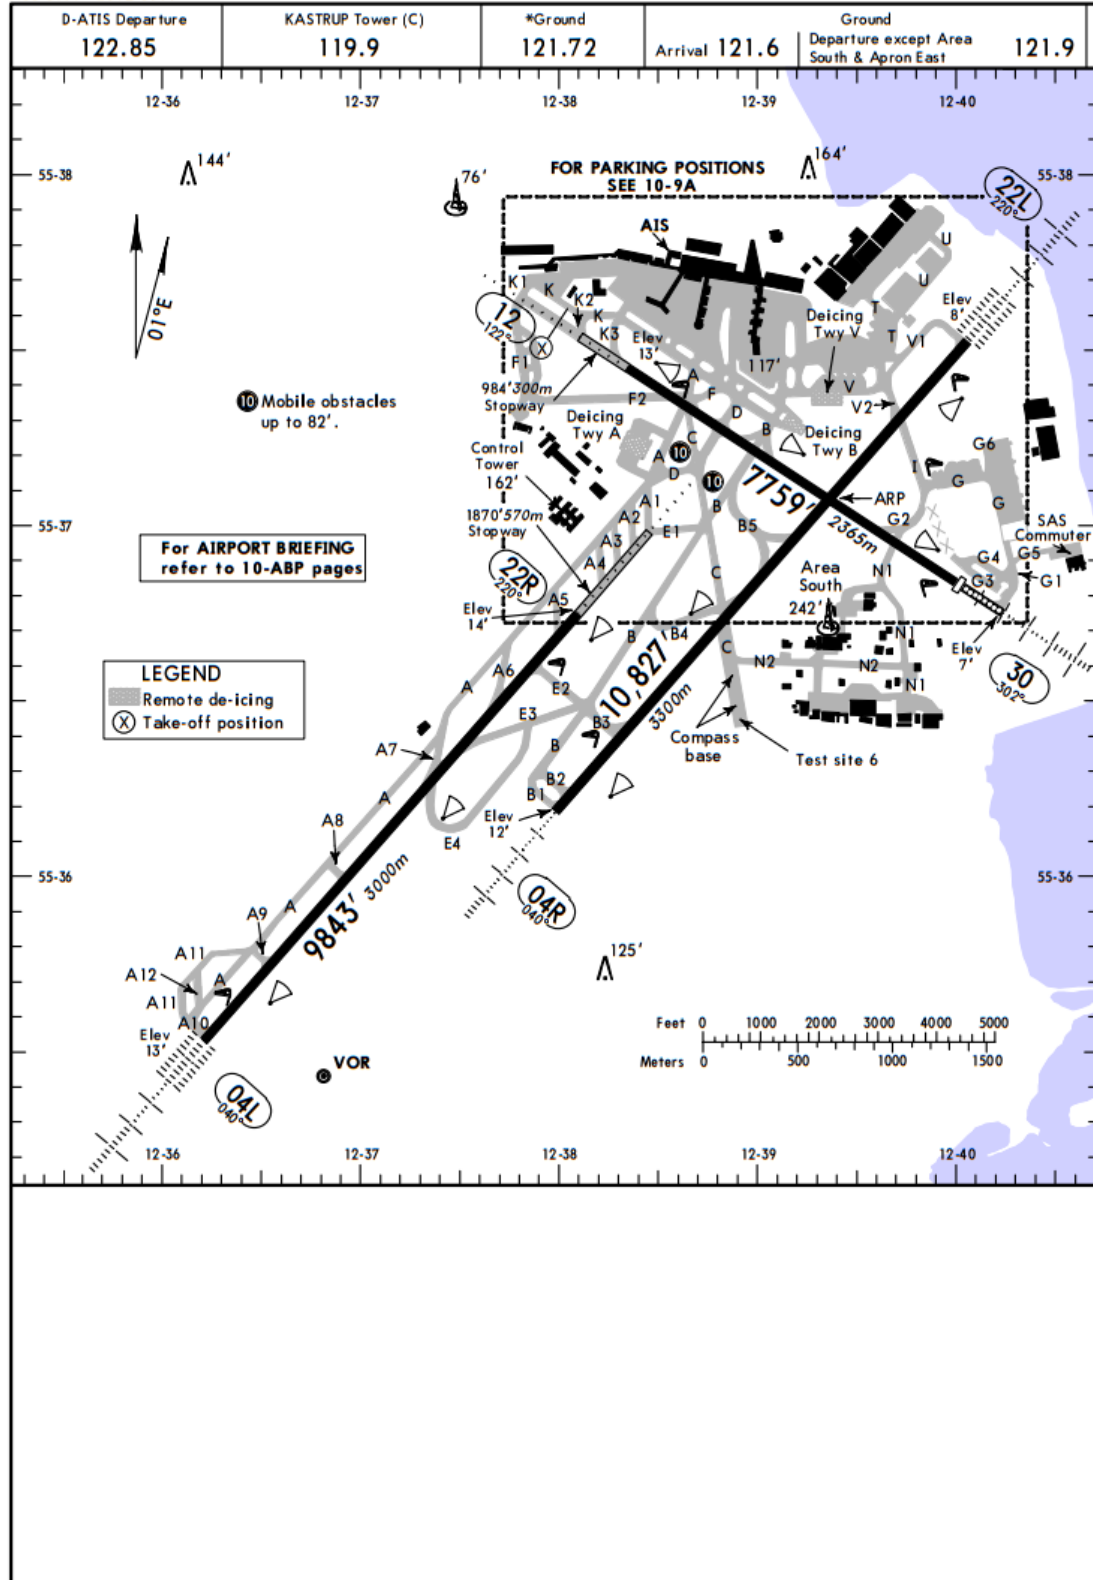 D-ATIS Departure
122.85
KASTRUP Tower (C)
119.9
*Ground
121.72
Ground
Arrival 121.6
Departure except Area
South & Apron East
121.9
12-36
12-37
12-38
12-39
12-40
55-38
144'
76'
FOR PARKING POSITIONS
SEE 10-9A
164'
55-38
22L
220°
AIS
U
U
K1
K
K2
K
K3
12
122°
X
F1
01°E
Elev
13'
Deicing
Twy V
T
T
V1
Elev
8'
117'
984' 300m
Stopway
A
F
F2
D
V
V2
10 Mobile obstacles
up to 82'.
Deicing
Twy A
C
B
Deicing
Twy B
Control
Tower
162'
A
D
10
10
7759'
2365m
ARP
I
G6
G
G
1870' 570m
Stopway
A1
A2
A3
A4
E1
B
B5
G2
SAS
Commuter
G5
G4
G3
G1
55-37
55-37
For AIRPORT BRIEFING
refer to 10-ABP pages
22R
220°
A5
Elev
14'
C
Area
South
242'
N1
N1
Elev
7'
30
302°
B
B4
C
N2
N2
N1
LEGEND
Remote de-icing
X Take-off position
A6
A
E2
E3
10,827'
3300m
B3
B
Compass
base
Test site 6
A7
A
B2
B1
Elev
12'
E4
A8
55-36
55-36
9843' 3000m
04R
040°
A
A9
A11
A12
A
A11
A10
Elev
13'
125'
Feet 0 1000 2000 3000 4000 5000
Meters 0 500 1000 1500
VOR
C
04L
040°
12-36
12-37
12-38
12-39
12-40